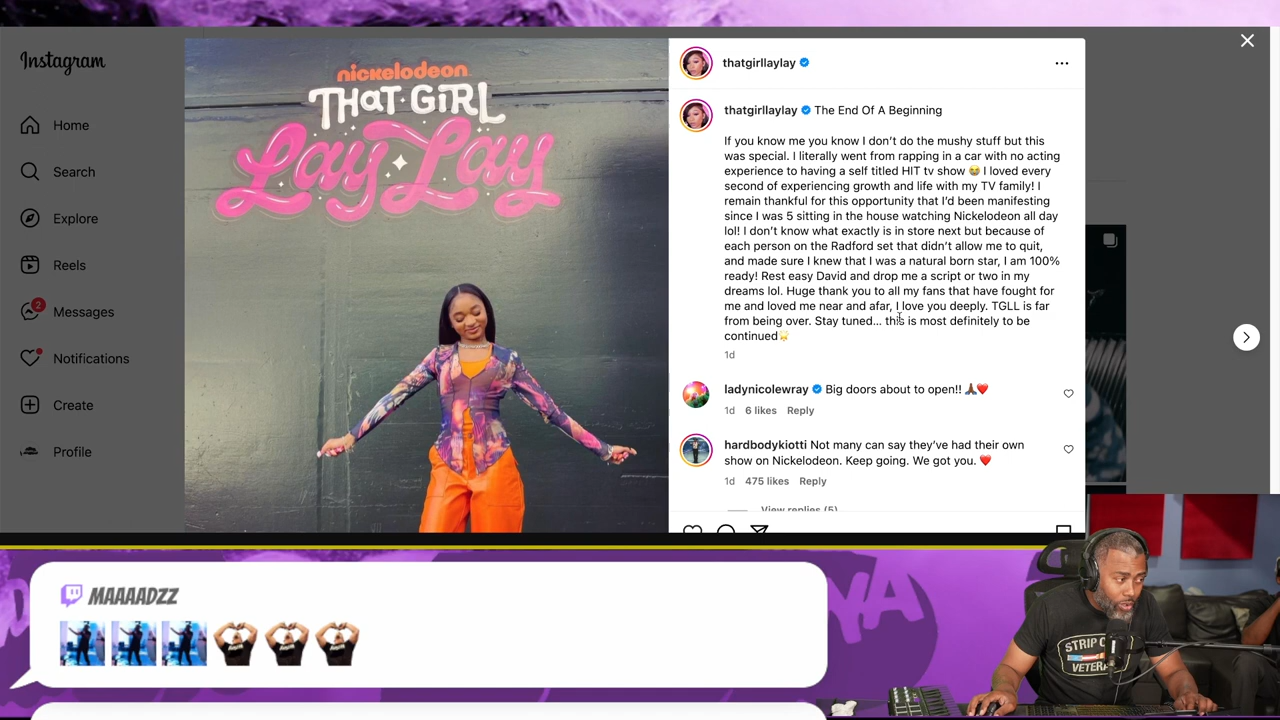 Instagram
Home
Search
Explore
Reels
2
Messages
Notifications
Create
Profile
nickelodeon
THAT GIRL
Lay Lay
thatgirllaylay
thatgirllaylay The End Of A Beginning
If you know me you know I don't do the mushy stuff but this
was special. I literally went from rapping in a car with no acting
experience to having a self titled HIT tv show 😂 I loved every
second of experiencing growth and life with my TV family! I
remain thankful for this opportunity that I'd been manifesting
since I was 5 sitting in the house watching Nickelodeon all day
lol! I don't know what exactly is in store next but because of
each person on the Radford set that didn't allow me to quit,
and made sure I knew that I was a natural born star, I am 100%
ready! Rest easy David and drop me a script or two in my
dreams lol. Huge thank you to all my fans that have fought for
me and loved me near and afar, I love you deeply. TGLL is far
from being over. Stay tuned... this is most definitely to be
continued🌟
1d
ladynicolewray Big doors about to open!! 🙏🏾❤️
1d 6 likes Reply
hardbodykiotti Not many can say they've had their own
show on Nickelodeon. Keep going. We got you. ❤️
1d 475 likes Reply
View replies (5)
MAAAADZZ